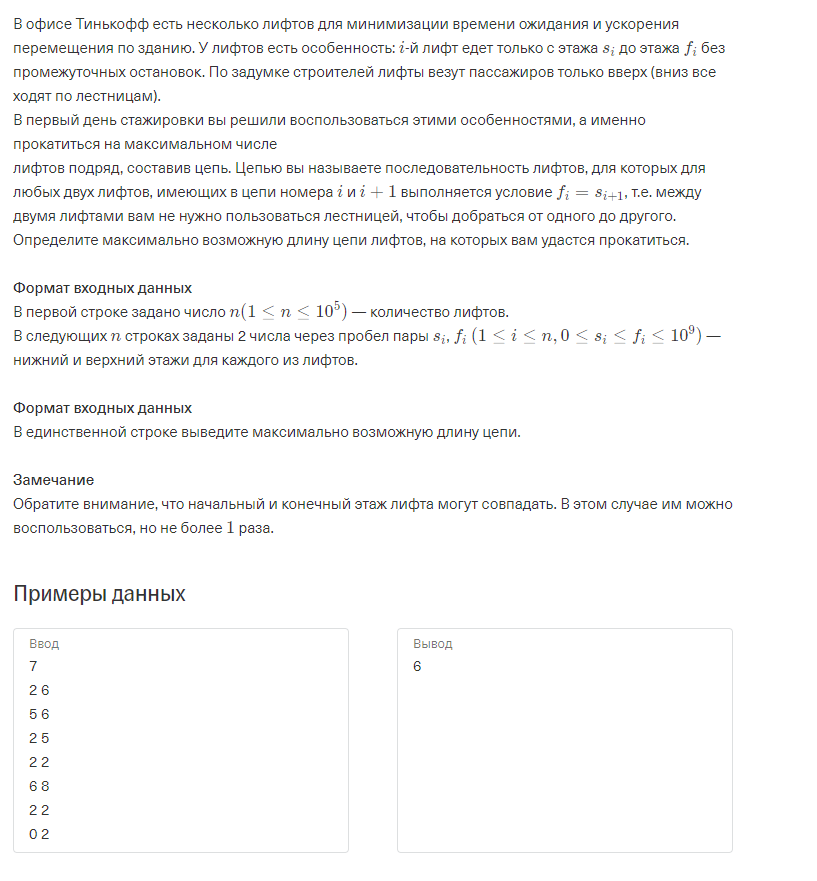 В офисе Тинькофф есть несколько лифтов для минимизации времени ожидания и ускорения
перемещения по зданию. У лифтов есть особенность: i-й лифт едет только с этажа s_i до этажа f_i без
промежуточных остановок. По задумке строителей лифты везут пассажиров только вверх (вниз все
ходят по лестницам).
В первый день стажировки вы решили воспользоваться этими особенностями, а именно
прокатиться на максимальном числе
лифтов подряд, составив цепь. Цепью вы называете последовательность лифтов, для которых для
любых двух лифтов, имеющих в цепи номера i и i + 1 выполняется условие f_i = s_{i+1}, т.е. между
двумя лифтами вам не нужно пользоваться лестницей, чтобы добраться от одного до другого.
Определите максимально возможную длину цепи лифтов, на которых вам удастся прокатиться.
Формат входных данных
В первой строке задано число n(1 ≤ n ≤ 10^5) — количество лифтов.
В следующих n строках заданы 2 числа через пробел пары s_i, f_i (1 ≤ i ≤ n, 0 ≤ s_i ≤ f_i ≤ 10^9) —
нижний и верхний этажи для каждого из лифтов.
Формат входных данных
В единственной строке выведите максимально возможную длину цепи.
Замечание
Обратите внимание, что начальный и конечный этаж лифта могут совпадать. В этом случае им можно
воспользоваться, но не более 1 раза.
Примеры данных
Ввод
7
2 6
5 6
2 5
2 2
6 8
2 2
0 2
Вывод
6